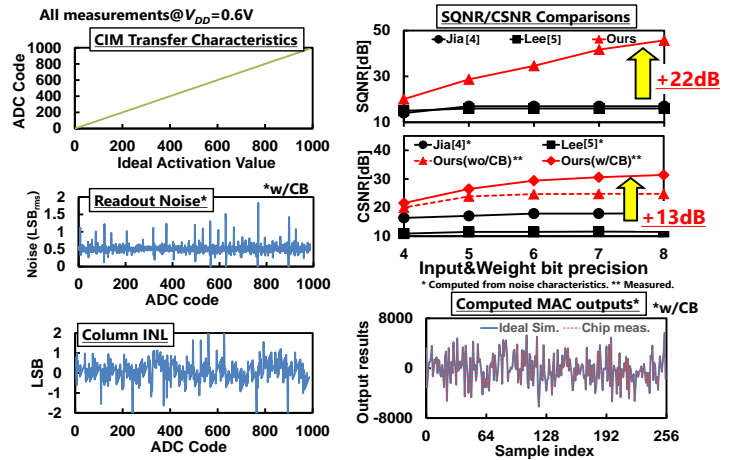 All measurements@VDD=0.6V
CIM Transfer Characteristics
ADC Code
1000
800
600
400
200
0
0 200 400 600 800 1000
Ideal Activation Value
*w/CB
Readout Noise*
Noise (LSBrms)
2
1.5
1
0.5
0
0 200 400 600 800 1000
ADC code
Column INL
LSB
2
1
0
-1
-2
0 200 400 600 800 1000
ADC Code
SQNR/CSNR Comparisons
Jia[4] Lee[5] Ours
SQNR[dB]
50
30
10
+22dB
Jia[4]* Lee[5]*
Ours(wo/CB)** Ours(w/CB)**
CSNR[dB]
50
40
30
20
10
+13dB
4 5 6 7 8
Input&Weight bit precision
* Computed from noise characteristics. ** Measured.
Computed MAC outputs*
*w/CB
Ideal Sim. Chip meas.
Output results
8000
0
-8000
0 64 128 192 256
Sample index